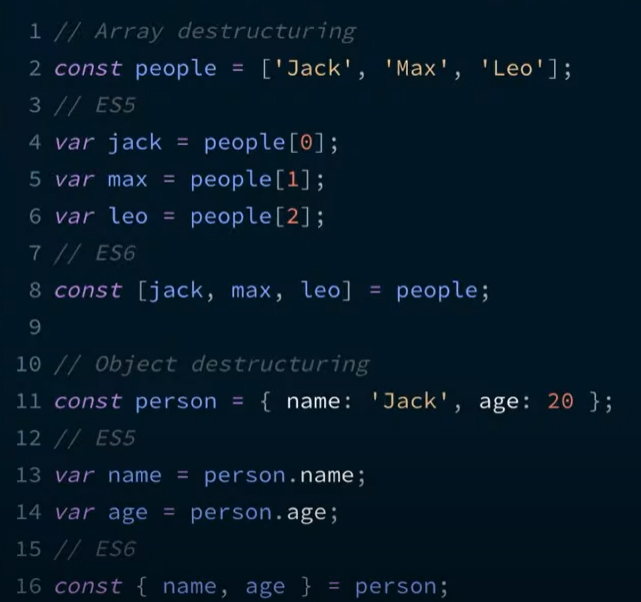 1 // Array destructuring
2 const people = ['Jack', 'Max', 'Leo'];
3 // ES5
4 var jack = people[0];
5 var max = people[1];
6 var leo = people[2];
7 // ES6
8 const [jack, max, leo] = people;
9
10 // Object destructuring
11 const person = { name: 'Jack', age: 20 };
12 // ES5
13 var name = person.name;
14 var age = person.age;
15 // ES6
16 const { name, age } = person;